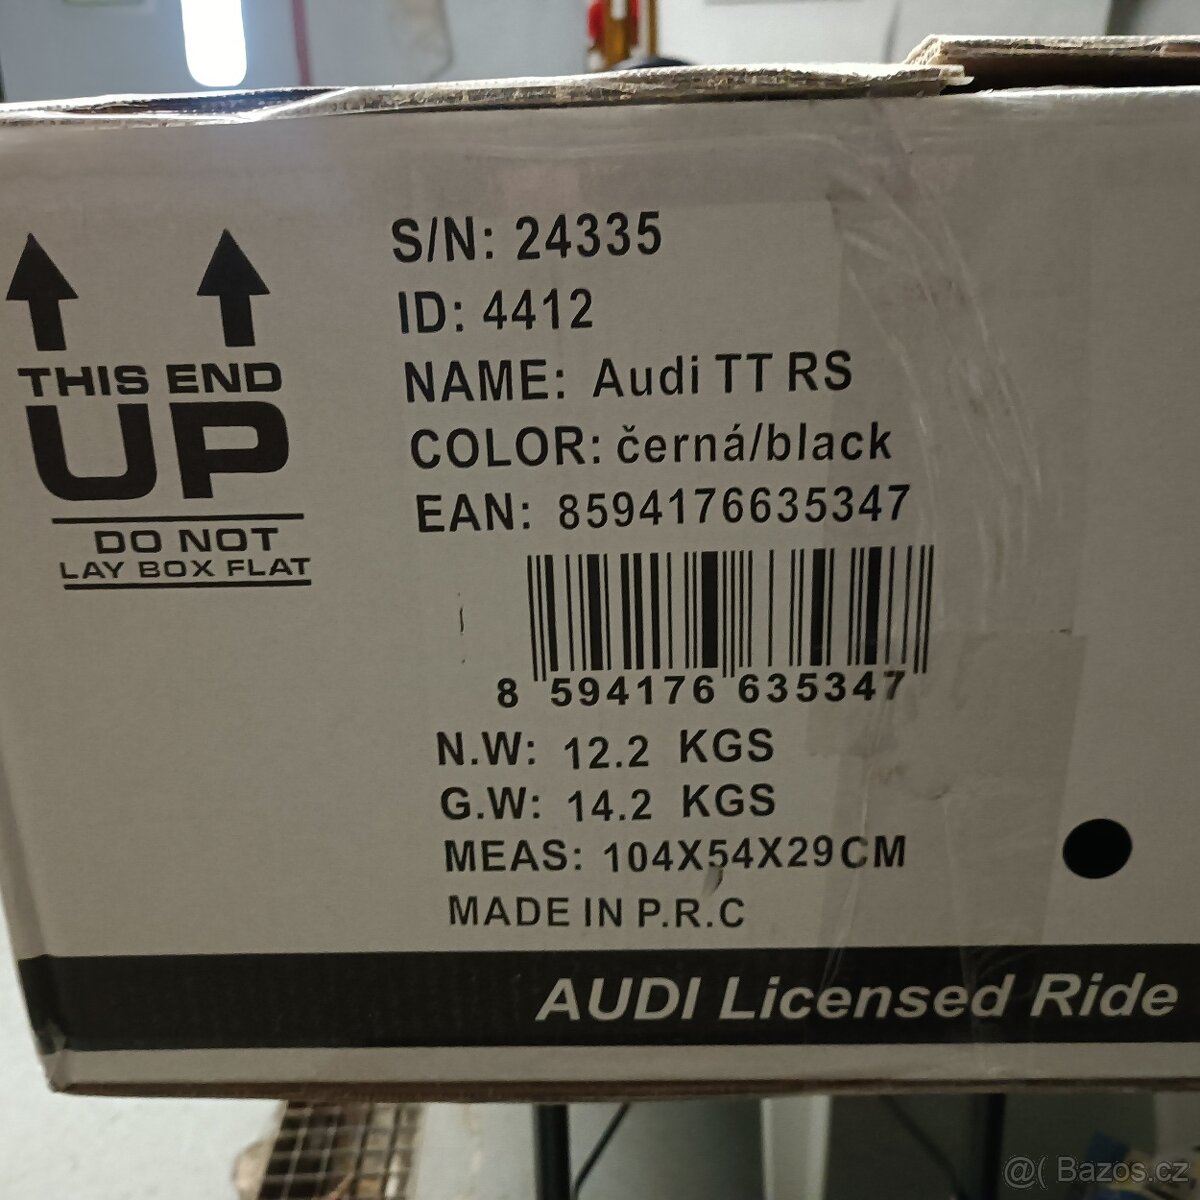 THIS END
UP
DO NOT
LAY BOX FLAT
S/N: 24335
ID: 4412
NAME: Audi TT RS
COLOR: černá/black
EAN: 8594176635347
8 594176 635347
N.W: 12.2 KGS
G.W: 14.2 KGS
MEAS: 104X54X29CM
MADE IN P.R.C
AUDI Licensed Ride
@( Bazos.cz